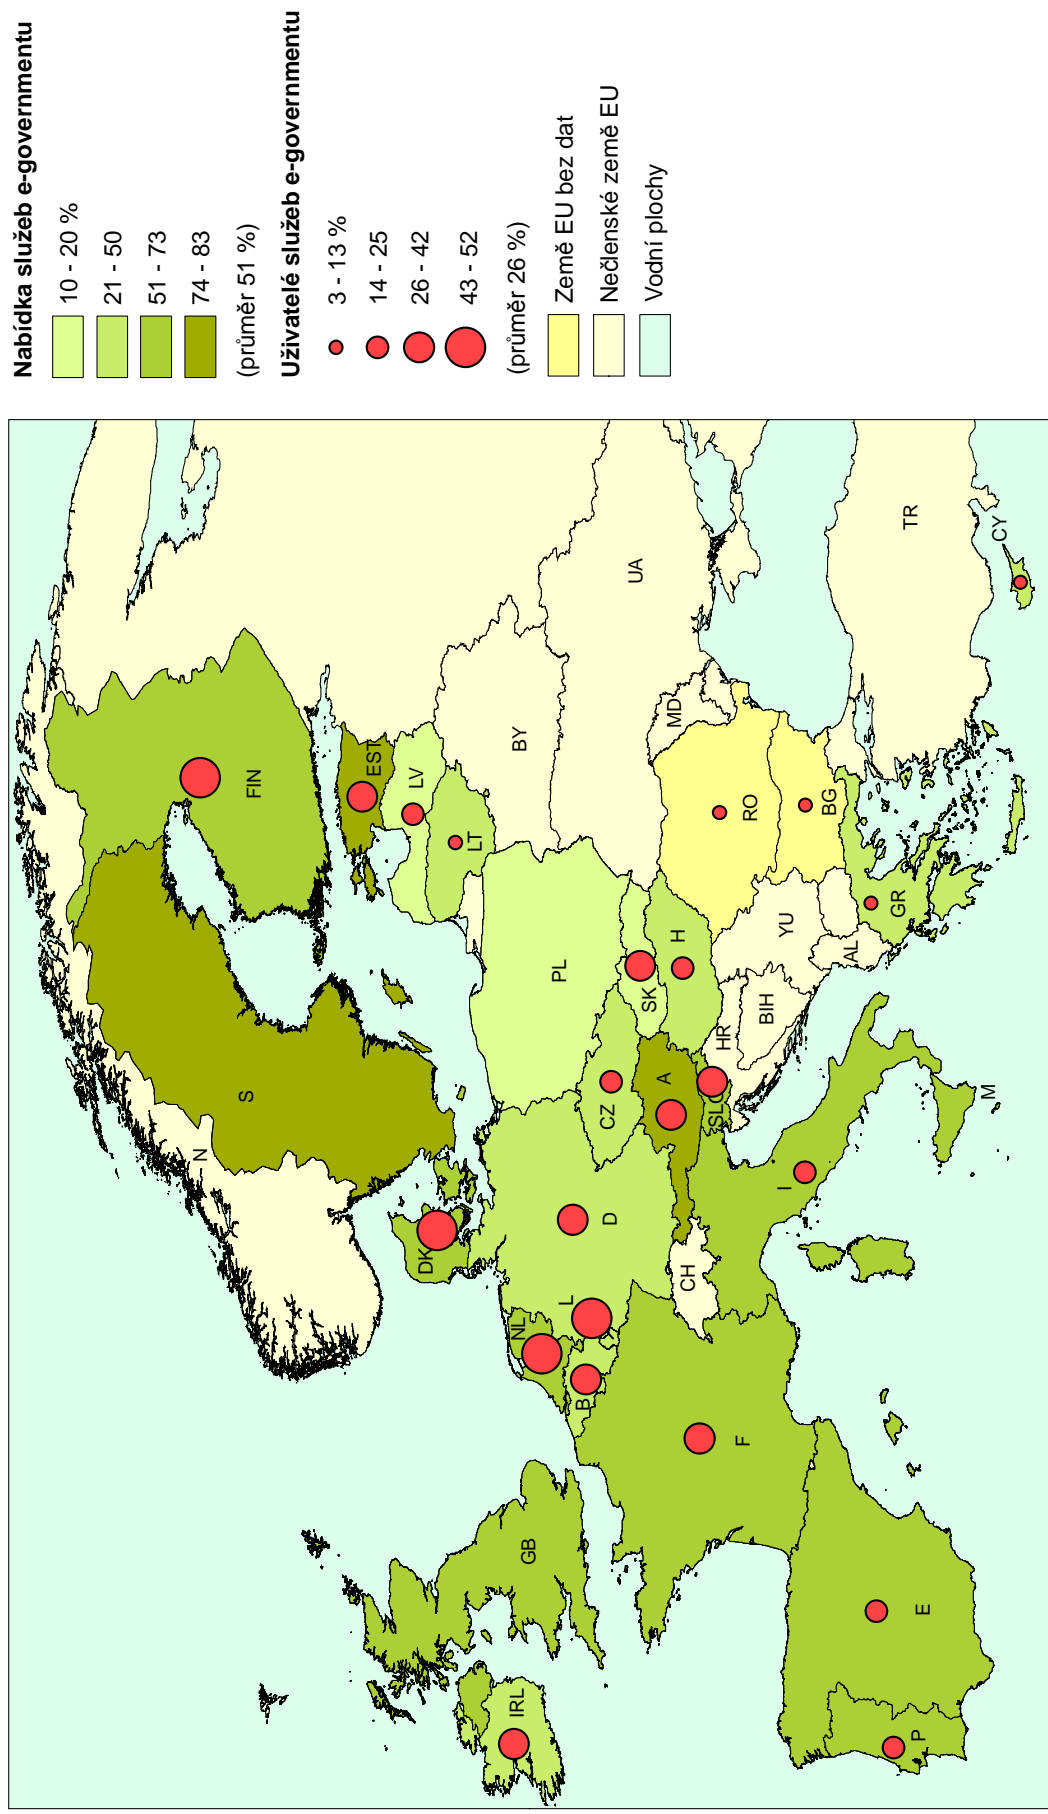 Nabídka služeb e-governmentu
10 - 20 %
21 - 50
51 - 73
74 - 83
(průměr 51 %)
Uživatelé služeb e-governmentu
3 - 13 %
14 - 25
26 - 42
43 - 52
(průměr 26 %)
Země EU bez dat
Nečlenské země EU
Vodní plochy
N
S
FIN
EST
LV
LT
DK
IRL
GB
NL
B
L
D
PL
BY
UA
CZ
SK
A
H
CH
F
SLO
HR
BIH
YU
AL
RO
MD
BG
GR
TR
CY
I
M
P
E